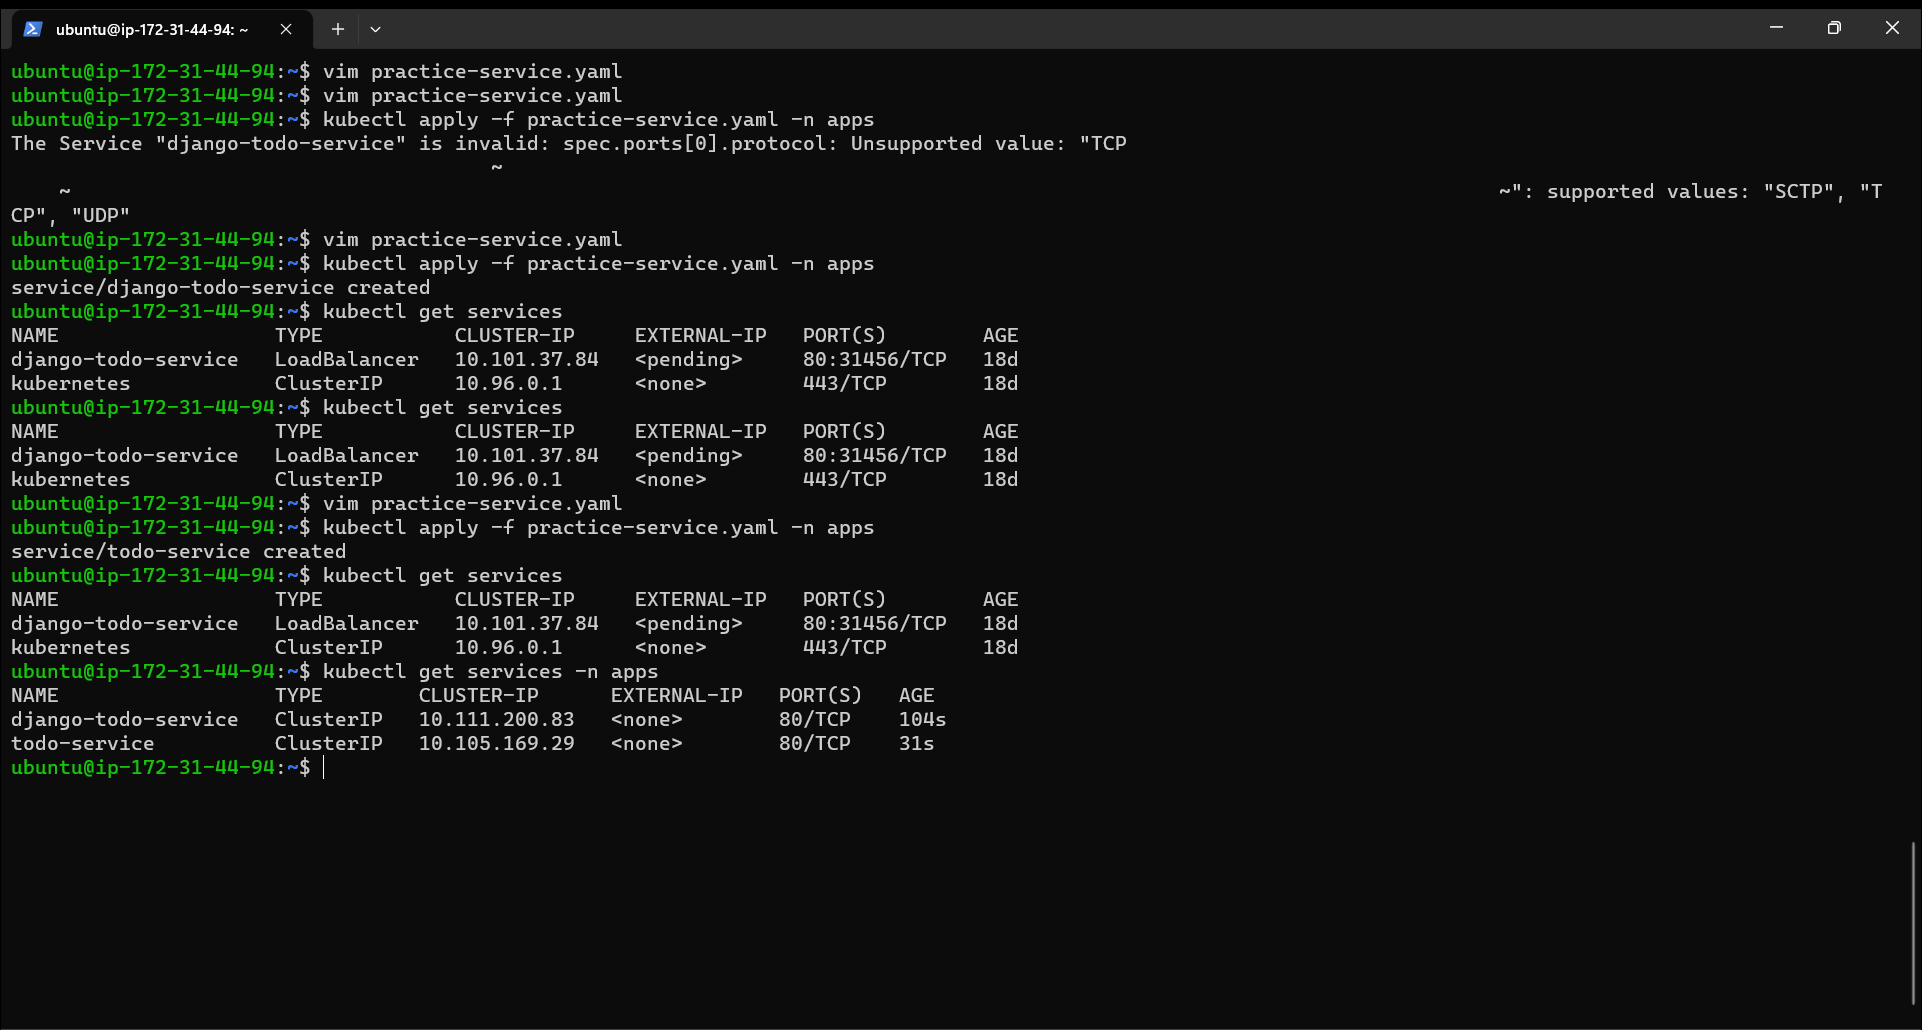 ubuntu@ip-172-31-44-94: ~
ubuntu@ip-172-31-44-94:~$ vim practice-service.yaml
ubuntu@ip-172-31-44-94:~$ vim practice-service.yaml
ubuntu@ip-172-31-44-94:~$ kubectl apply -f practice-service.yaml -n apps
The Service "django-todo-service" is invalid: spec.ports[0].protocol: Unsupported value: "TCP
~
~ ~": supported values: "SCTP", "T
CP", "UDP"
ubuntu@ip-172-31-44-94:~$ vim practice-service.yaml
ubuntu@ip-172-31-44-94:~$ kubectl apply -f practice-service.yaml -n apps
service/django-todo-service created
ubuntu@ip-172-31-44-94:~$ kubectl get services
NAME TYPE CLUSTER-IP EXTERNAL-IP PORT(S) AGE
django-todo-service LoadBalancer 10.101.37.84 <pending> 80:31456/TCP 18d
kubernetes ClusterIP 10.96.0.1 <none> 443/TCP 18d
ubuntu@ip-172-31-44-94:~$ kubectl get services
NAME TYPE CLUSTER-IP EXTERNAL-IP PORT(S) AGE
django-todo-service LoadBalancer 10.101.37.84 <pending> 80:31456/TCP 18d
kubernetes ClusterIP 10.96.0.1 <none> 443/TCP 18d
ubuntu@ip-172-31-44-94:~$ vim practice-service.yaml
ubuntu@ip-172-31-44-94:~$ kubectl apply -f practice-service.yaml -n apps
service/todo-service created
ubuntu@ip-172-31-44-94:~$ kubectl get services
NAME TYPE CLUSTER-IP EXTERNAL-IP PORT(S) AGE
django-todo-service LoadBalancer 10.101.37.84 <pending> 80:31456/TCP 18d
kubernetes ClusterIP 10.96.0.1 <none> 443/TCP 18d
ubuntu@ip-172-31-44-94:~$ kubectl get services -n apps
NAME TYPE CLUSTER-IP EXTERNAL-IP PORT(S) AGE
django-todo-service ClusterIP 10.111.200.83 <none> 80/TCP 104s
todo-service ClusterIP 10.105.169.29 <none> 80/TCP 31s
ubuntu@ip-172-31-44-94:~$